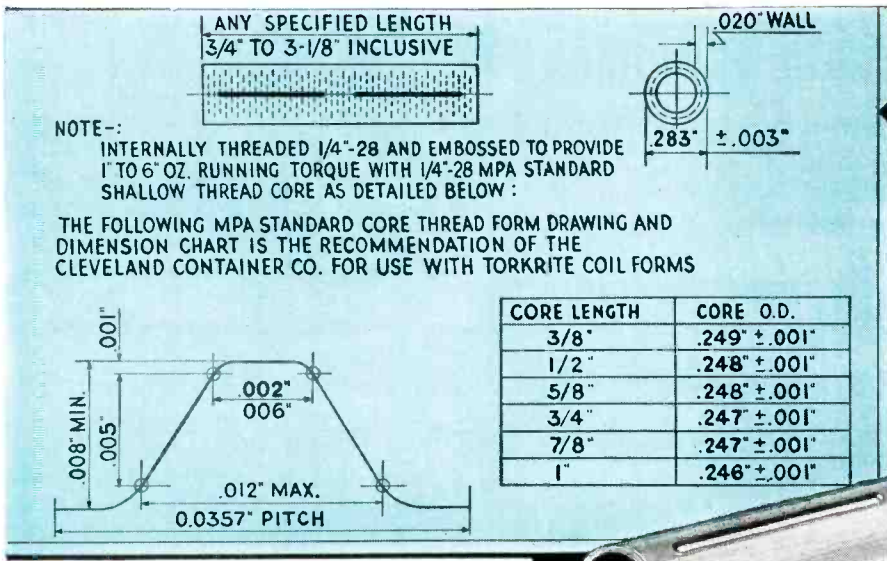 ANY SPECIFIED LENGTH
3/4" TO 3-1/8" INCLUSIVE
.020" WALL
.283" ±.003"
NOTE-:
INTERNALLY THREADED 1/4"-28 AND EMBOSSED TO PROVIDE
1" TO 6" OZ. RUNNING TORQUE WITH 1/4"-28 MPA STANDARD
SHALLOW THREAD CORE AS DETAILED BELOW :
THE FOLLOWING MPA STANDARD CORE THREAD FORM DRAWING AND
DIMENSION CHART IS THE RECOMMENDATION OF THE
CLEVELAND CONTAINER CO. FOR USE WITH TORKRITE COIL FORMS
.001"
.008" MIN.
.005"
.002"
.006"
.012" MAX.
0.0357" PITCH
CORE LENGTH CORE O.D.
3/8" .249" ±.001"
1/2" .248" ±.001"
5/8" .248" ±.001"
3/4" .247" ±.001"
7/8" .247" ±.001"
1" .246" ±.001"